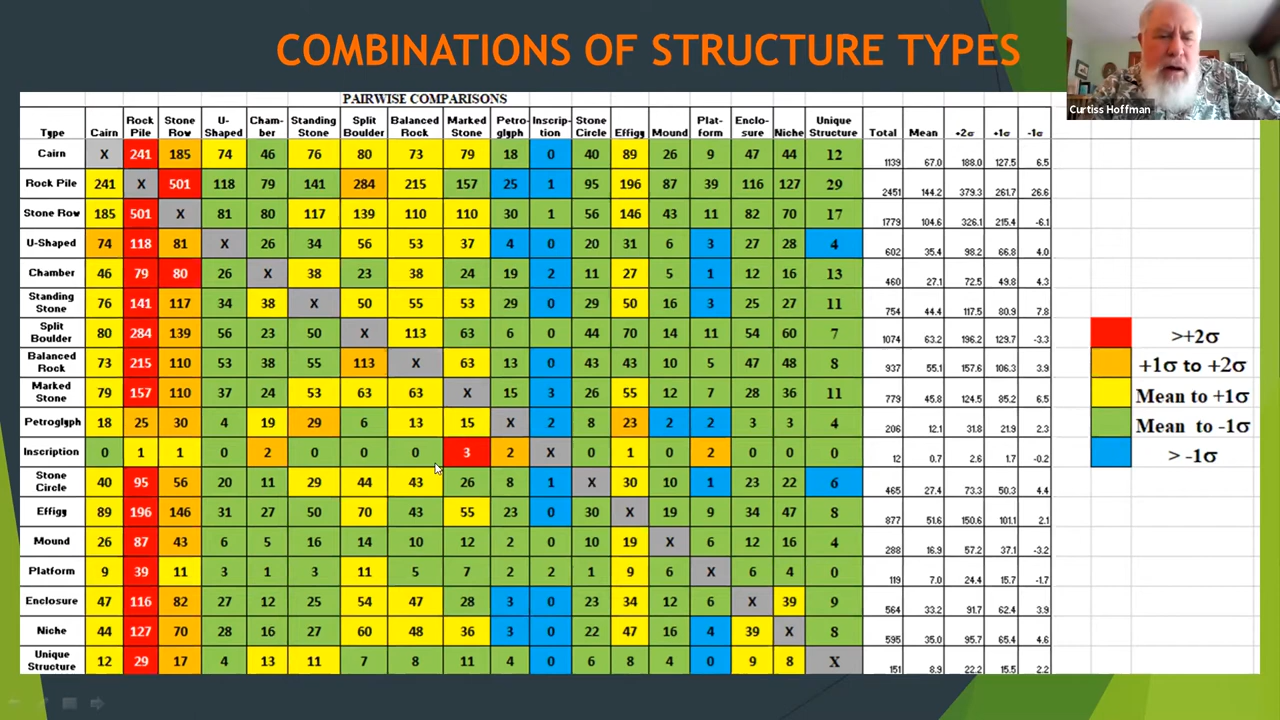 COMBINATIONS OF STRUCTURE TYPES
Curtiss Hoffman
PAIRWISE COMPARISONS
Type Cairn Rock Pile Stone Row U-Shaped Cham-ber Standing Stone Split Boulder Balanced Rock Marked Stone Petro-glyph Inscrip-tion Stone Circle Effigy Mound Plat-form Enclo-sure Niche Unique Structure Total Mean +2σ +1σ -1σ
Cairn X 241 185 74 46 76 80 73 79 18 0 40 89 26 9 47 44 12 1139 67.0 188.0 127.5 6.5
Rock Pile 241 X 501 118 79 141 284 215 157 25 1 95 196 87 39 116 127 29 2451 144.2 379.3 261.7 26.6
Stone Row 185 501 X 81 80 117 139 110 110 30 1 56 146 43 11 82 70 17 1779 104.6 326.1 215.4 -6.1
U-Shaped 74 118 81 X 26 34 56 53 37 4 0 20 31 6 3 27 28 4 602 35.4 98.2 66.8 4.0
Chamber 46 79 80 26 X 38 23 38 24 19 2 11 27 5 1 12 16 13 460 27.1 72.5 49.8 4.3
Standing Stone 76 141 117 34 38 X 50 55 53 29 0 29 50 16 3 25 27 11 754 44.4 117.5 80.9 7.8
Split Boulder 80 284 139 56 23 50 X 113 63 6 0 44 70 14 11 54 60 7 1074 63.2 196.2 129.7 -3.3
Balanced Rock 73 215 110 53 38 55 113 X 63 13 0 43 43 10 5 47 48 8 937 55.1 157.6 106.3 3.9
Marked Stone 79 157 110 37 24 53 63 63 X 15 3 26 55 12 7 28 36 11 779 45.8 124.5 85.2 6.5
Petroglyph 18 25 30 4 19 29 6 13 15 X 2 8 23 2 2 3 3 4 206 12.1 31.8 21.9 2.3
Inscription 0 1 1 0 2 0 0 0 3 2 X 0 1 0 2 0 0 0 12 0.7 2.6 1.7 -0.2
Stone Circle 40 95 56 20 11 29 44 43 26 8 1 X 30 10 1 23 22 6 465 27.4 73.3 50.3 4.4
Effigy 89 196 146 31 27 50 70 43 55 23 0 30 X 19 9 34 47 8 877 51.6 150.6 101.1 2.1
Mound 26 87 43 6 5 16 14 10 12 2 0 10 19 X 6 12 16 4 288 16.9 57.2 37.1 -3.2
Platform 9 39 11 3 1 3 11 5 7 2 2 1 9 6 X 6 4 0 119 7.0 24.4 15.7 -1.7
Enclosure 47 116 82 27 12 25 54 47 28 3 0 23 34 12 6 X 39 9 564 33.2 91.7 62.4 3.9
Niche 44 127 70 28 16 27 60 48 36 3 0 22 47 16 4 39 X 8 595 35.0 95.7 65.4 4.6
Unique Structure 12 29 17 4 13 11 7 8 11 4 0 6 8 4 0 9 8 X 151 8.9 22.2 15.5 2.2
>+2σ
+1σ to +2σ
Mean to +1σ
Mean to -1σ
> -1σ